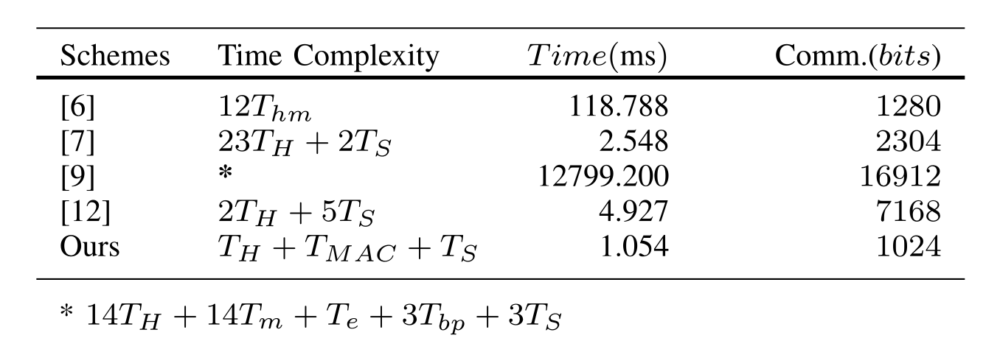 Schemes Time Complexity Time(ms) Comm.(bits)
[6] 12T_{hm} 118.788 1280
[7] 23T_H + 2T_S 2.548 2304
[9] * 12799.200 16912
[12] 2T_H + 5T_S 4.927 7168
Ours T_H + T_{MAC} + T_S 1.054 1024
* 14T_H + 14T_m + T_e + 3T_{bp} + 3T_S